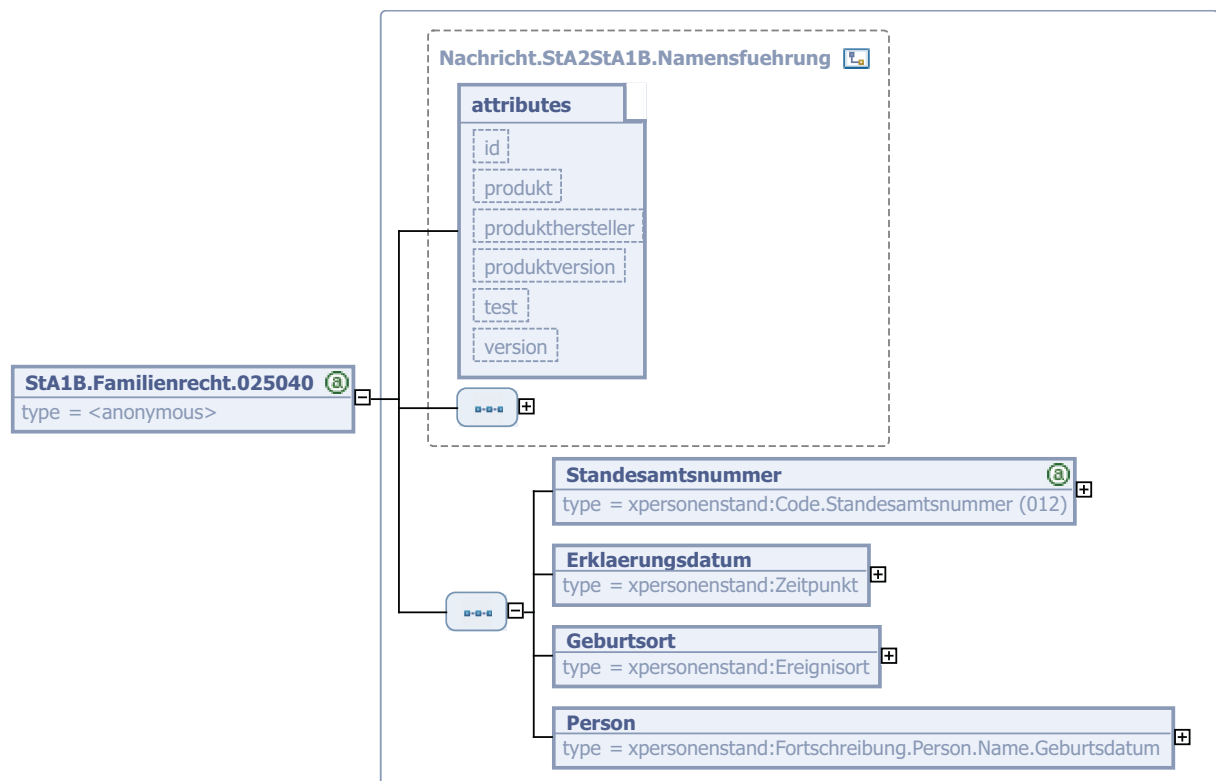 Nachricht.StA2StA1B.Namensfuehrung
attributes
id
produkt
produkthersteller
produktversion
test
version
StA1B.Familienrecht.025040 a
type = <anonymous>
Standesamtsnummer a
type = xpersonenstand:Code.Standesamtsnummer (012)
Erklaerungsdatum
type = xpersonenstand:Zeitpunkt
Geburtsort
type = xpersonenstand:Ereignisort
Person
type = xpersonenstand:Fortschreibung.Person.Name.Geburtsdatum